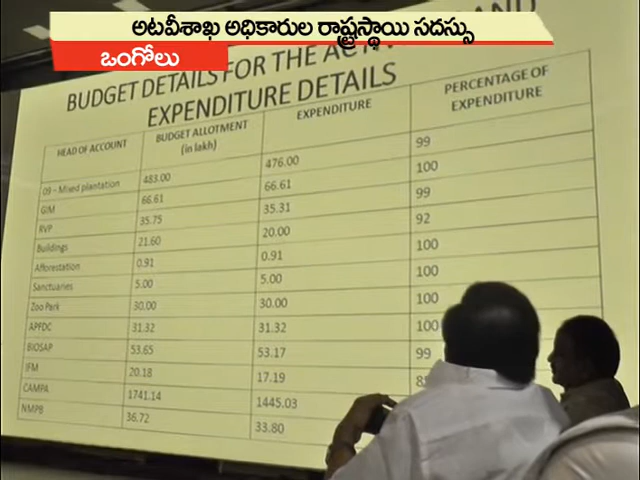 అటవీశాఖ అధికారుల రాష్ట్రస్థాయి సదస్సు
ఒంగోలు
BUDGET DETAILS FOR THE AND
EXPENDITURE DETAILS
HEAD OF ACCOUNT BUDGET ALLOTMENT (in lakh) EXPENDITURE PERCENTAGE OF EXPENDITURE
09 - Mixed plantation 483.00 476.00 99
GIM 66.61 66.61 100
RVP 35.75 35.31 99
Buildings 21.60 20.00 92
Afforestation 0.91 0.91 100
Sanctuaries 5.00 5.00 100
Zoo Park 30.00 30.00 100
APFDC 31.32 31.32 100
BIOSAP 53.65 53.17 99
IFM 20.18 17.19
CAMPA 1741.14 1445.03
NMPB 36.72 33.80